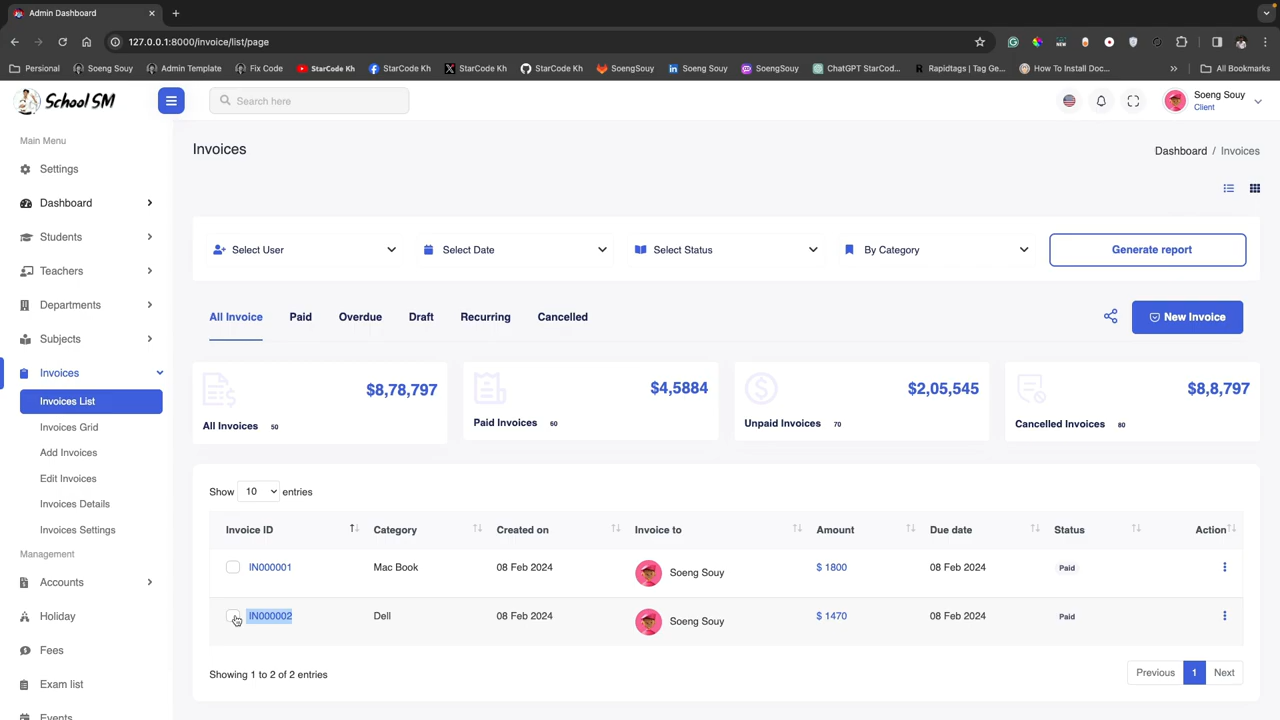 Admin Dashboard
127.0.0.1:8000/invoice/list/page
Personal Soeng Souy Admin Template Fix Code StarCode Kh StarCode Kh StarCode Kh StarCode Kh SoengSouy Soeng Souy SoengSouy ChatGPT StarCod... Rapidtags | Tag Ge... How To Install Doc... » All Bookmarks
School SM
Search here
Soeng Souy
Client
Main Menu
Settings
Dashboard
Students
Teachers
Departments
Subjects
Invoices
Invoices List
Invoices Grid
Add Invoices
Edit Invoices
Invoices Details
Invoices Settings
Management
Accounts
Holiday
Fees
Exam list
Events
Invoices
Dashboard / Invoices
Select User Select Date Select Status By Category Generate report
All Invoice Paid Overdue Draft Recurring Cancelled New Invoice
$8,78,797 $4,5884 $2,05,545 $8,8,797
All Invoices 50 Paid Invoices 60 Unpaid Invoices 70 Cancelled Invoices 80
Show 10 entries
Invoice ID Category Created on Invoice to Amount Due date Status Action
IN000001 Mac Book 08 Feb 2024 Soeng Souy $ 1800 08 Feb 2024 Paid
IN000002 Dell 08 Feb 2024 Soeng Souy $ 1470 08 Feb 2024 Paid
Showing 1 to 2 of 2 entries
Previous 1 Next